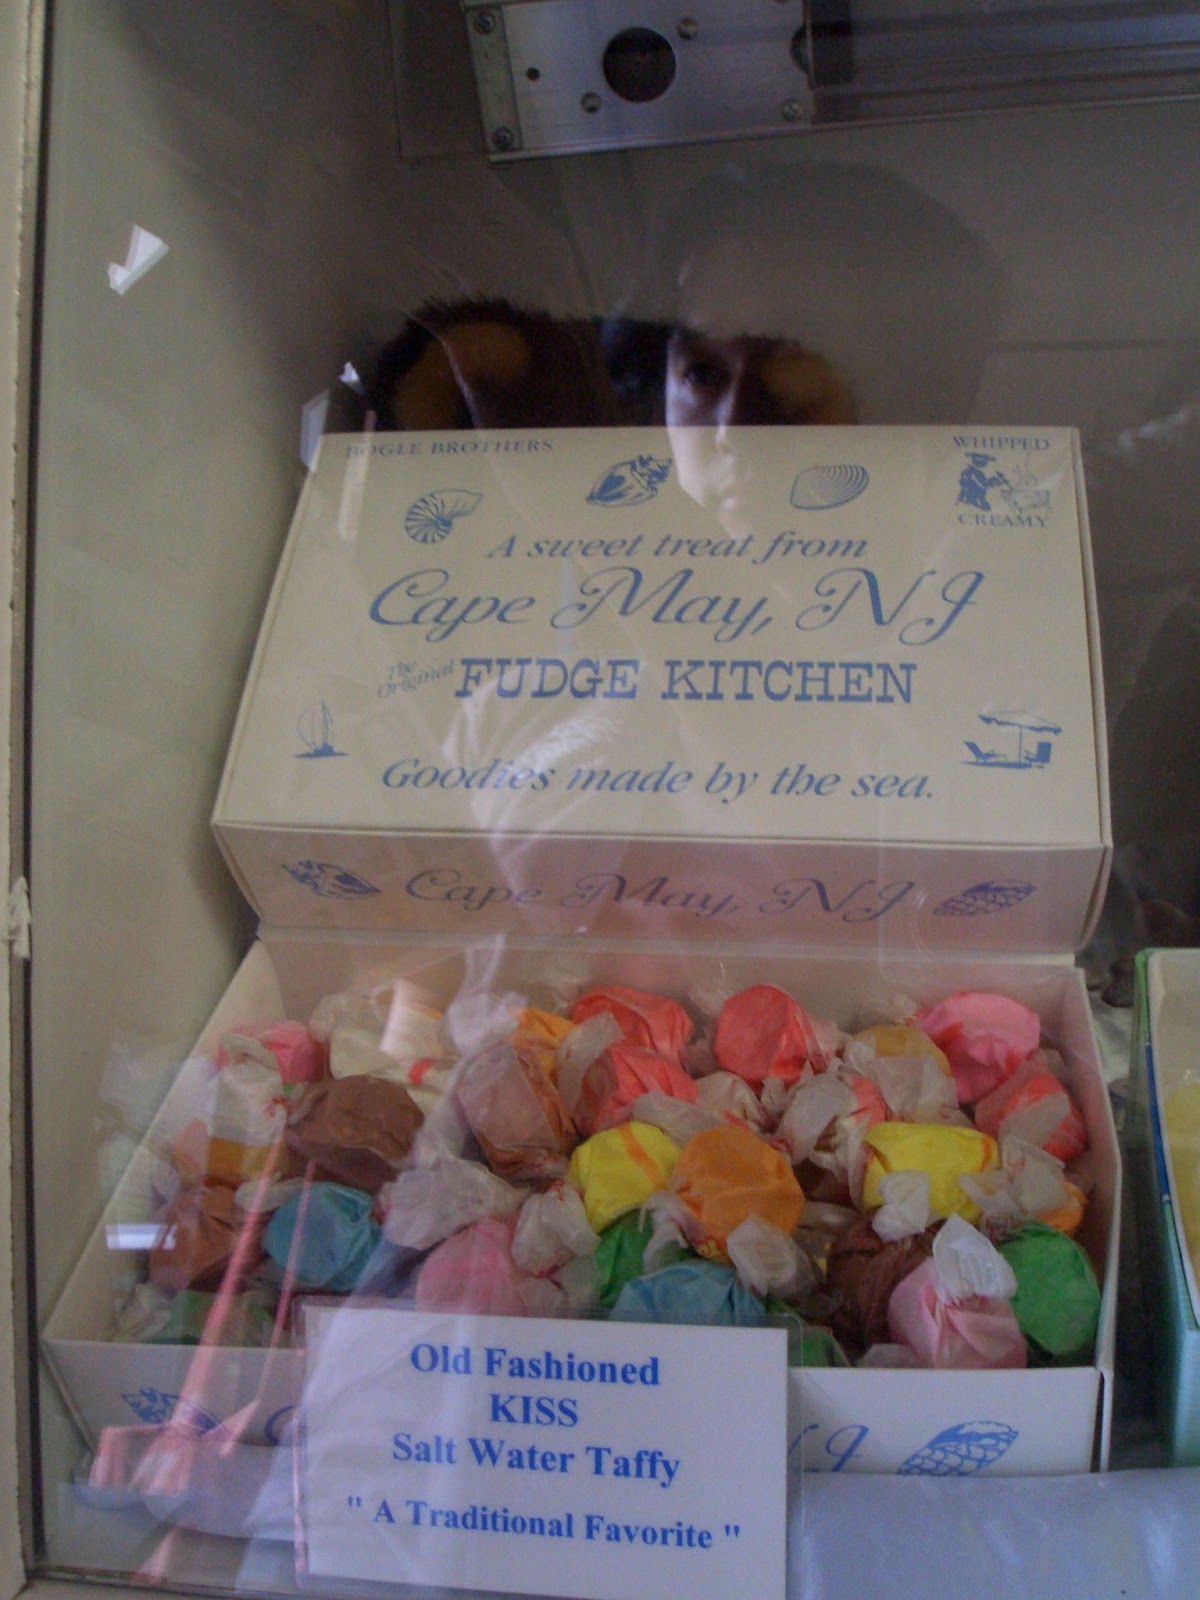 BOGLE BROTHERS
WHIPPED
CREAMY
A sweet treat from
Cape May, NJ
The Original FUDGE KITCHEN
Goodies made by the sea.
Cape May, NJ
Old Fashioned
KISS
Salt Water Taffy
" A Traditional Favorite "